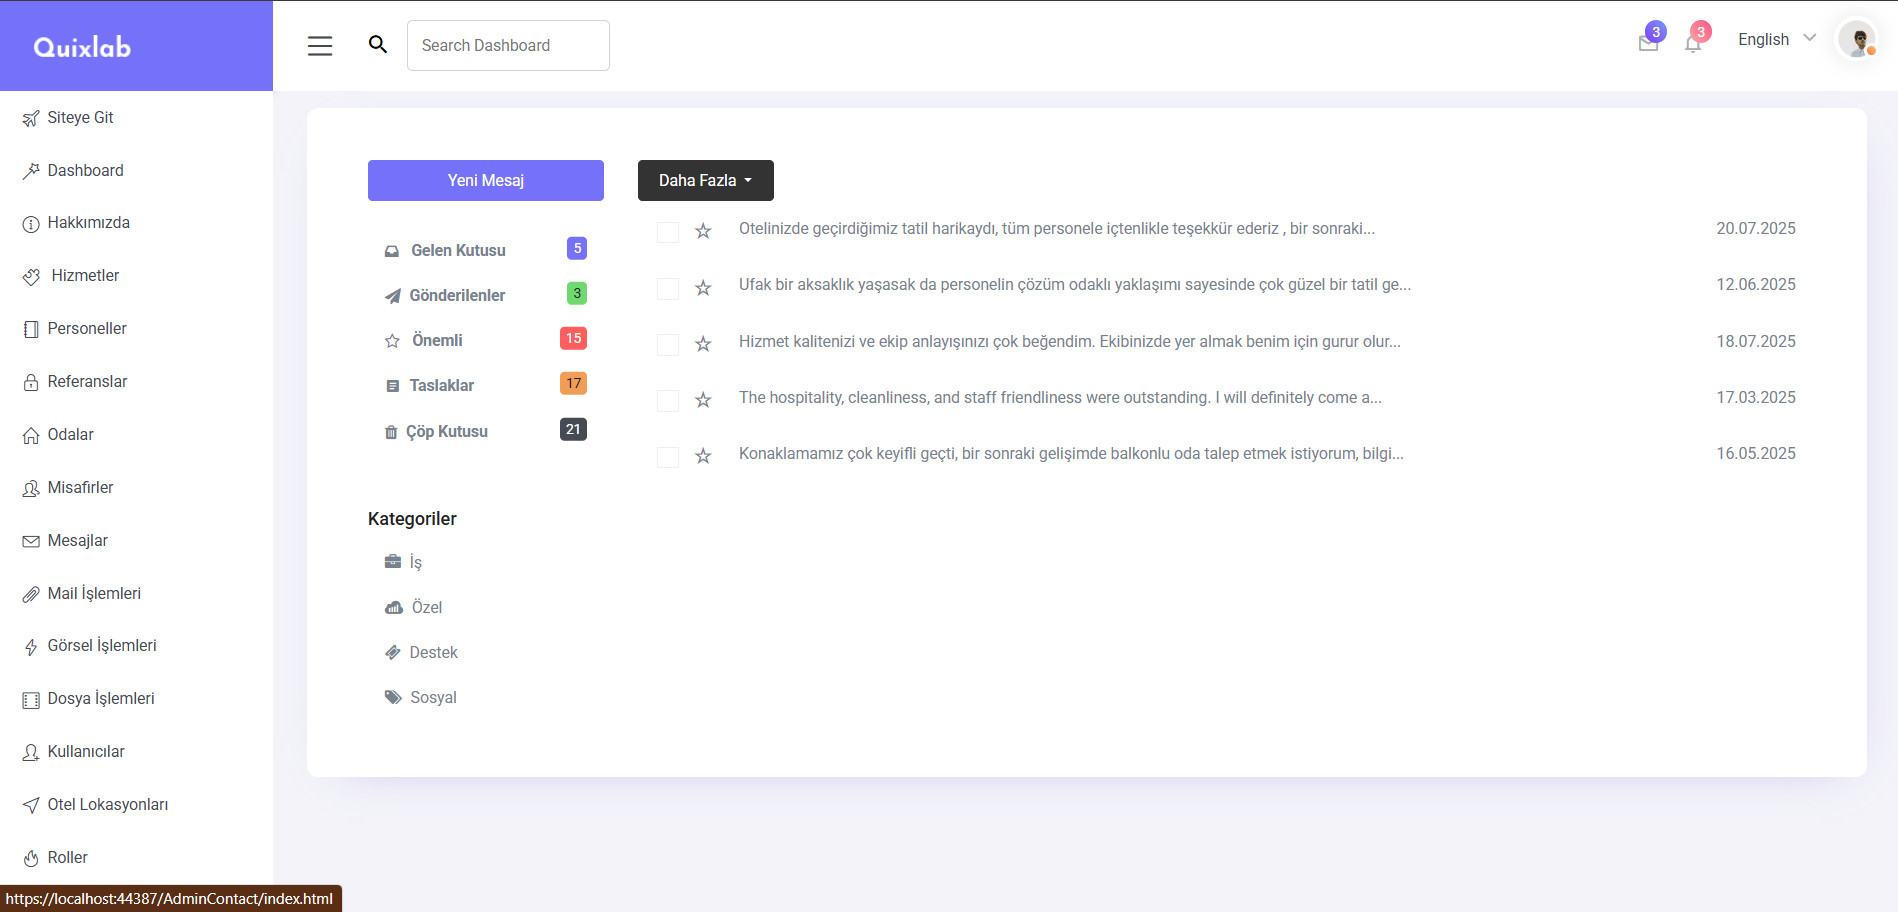 Quixlab
Search Dashboard
3
3
English
Siteye Git
Dashboard
Hakkımızda
Hizmetler
Personeller
Referanslar
Odalar
Misafirler
Mesajlar
Mail İşlemleri
Görsel İşlemleri
Dosya İşlemleri
Kullanıcılar
Otel Lokasyonları
Roller
Yeni Mesaj
Gelen Kutusu 5
Gönderilenler 3
Önemli 15
Taslaklar 17
Çöp Kutusu 21
Kategoriler
İş
Özel
Destek
Sosyal
Daha Fazla
Otelinizde geçirdiğimiz tatil harikaydı, tüm personele içtenlikle teşekkür ederiz , bir sonraki... 20.07.2025
Ufak bir aksaklık yaşasak da personelin çözüm odaklı yaklaşımı sayesinde çok güzel bir tatil ge... 12.06.2025
Hizmet kalitenizi ve ekip anlayışınızı çok beğendim. Ekibinizde yer almak benim için gurur olur... 18.07.2025
The hospitality, cleanliness, and staff friendliness were outstanding. I will definitely come a... 17.03.2025
Konaklamamız çok keyifli geçti, bir sonraki gelişimde balkonlu oda talep etmek istiyorum, bilgi... 16.05.2025
https://localhost:44387/AdminContact/index.html